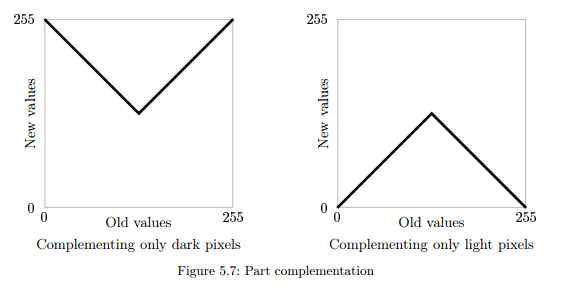 255
New values
0
0
255
Old values
Complementing only dark pixels
255
New values
0
0
255
Old values
Complementing only light pixels
Figure 5.7: Part complementation